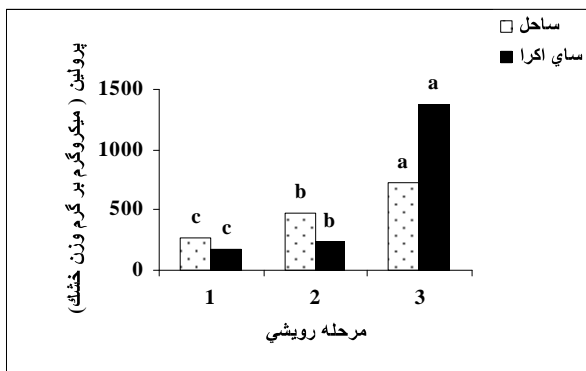 ساحل
ساي اكرا
پرولين ( ميكروگرم بر گرم وزن خشك)
1500
1000
500
0
c
c
b
b
a
a
1
2
3
مرحله رويشي